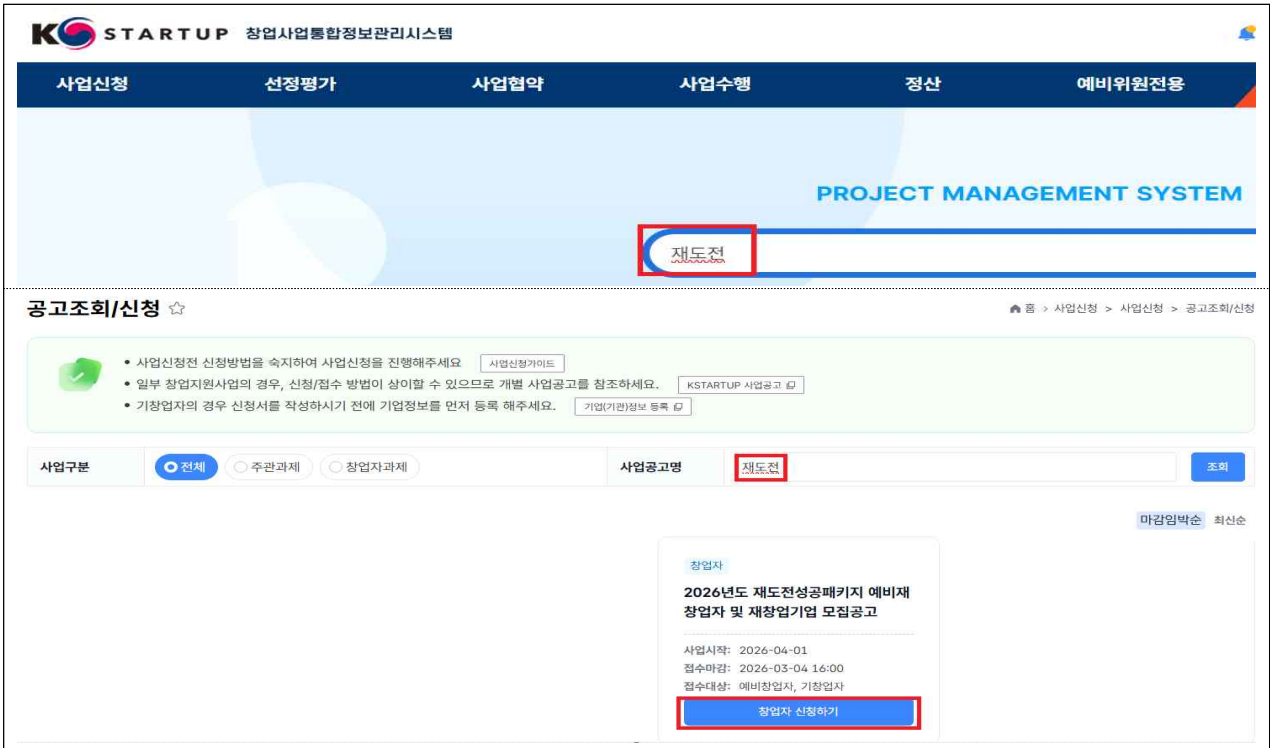 K STARTUP 창업사업통합정보관리시스템
사업신청 선정평가 사업협약 사업수행 정산 예비위원전용
PROJECT MANAGEMENT SYSTEM
재도전
공고조회/신청
홈 > 사업신청 > 사업신청 > 공고조회/신청
• 사업신청전 신청방법을 숙지하여 사업신청을 진행해주세요 사업신청가이드
• 일부 창업지원사업의 경우, 신청/접수 방법이 상이할 수 있으므로 개별 사업공고를 참조하세요. KSTARTUP 사업공고
• 기창업자의 경우 신청서를 작성하시기 전에 기업정보를 먼저 등록 해주세요. 기업(기관)정보 등록
사업구분 전체 주관과제 창업자과제 사업공고명 재도전 조회
마감임박순 최신순
창업자
2026년도 재도전성공패키지 예비재
창업자 및 재창업기업 모집공고
사업시작: 2026-04-01
접수마감: 2026-03-04 16:00
접수대상: 예비창업자, 기창업자
창업자 신청하기